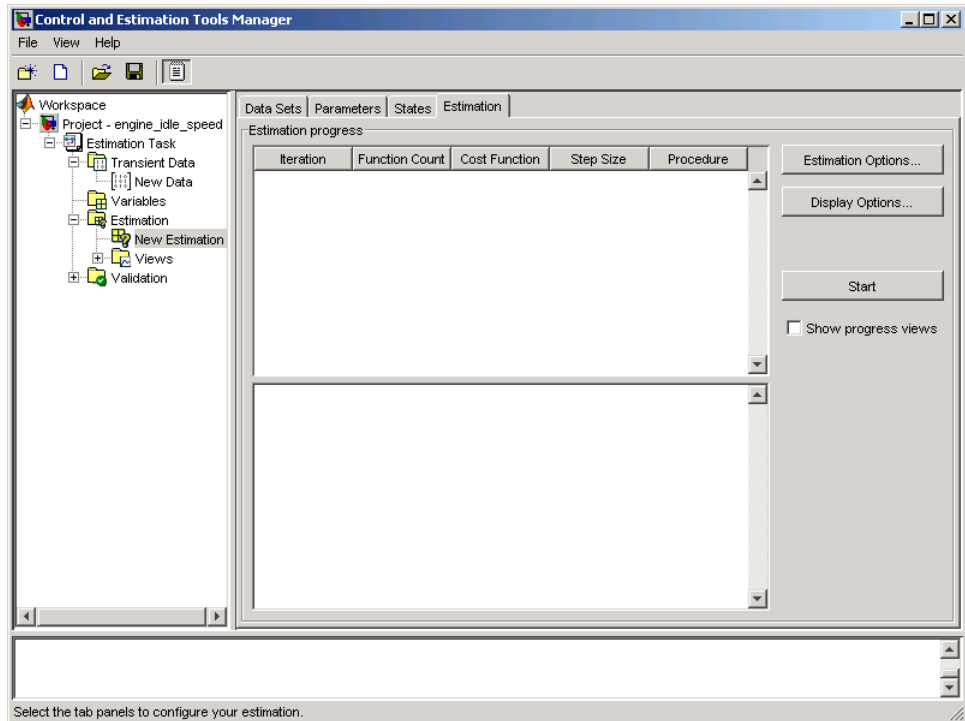 Control and Estimation Tools Manager
File View Help
Workspace
Project - engine_idle_speed
Estimation Task
Transient Data
New Data
Variables
Estimation
New Estimation
Views
Validation
Data Sets Parameters States Estimation
Estimation progress
Iteration Function Count Cost Function Step Size Procedure
Estimation Options...
Display Options...
Start
Show progress views
Select the tab panels to configure your estimation.